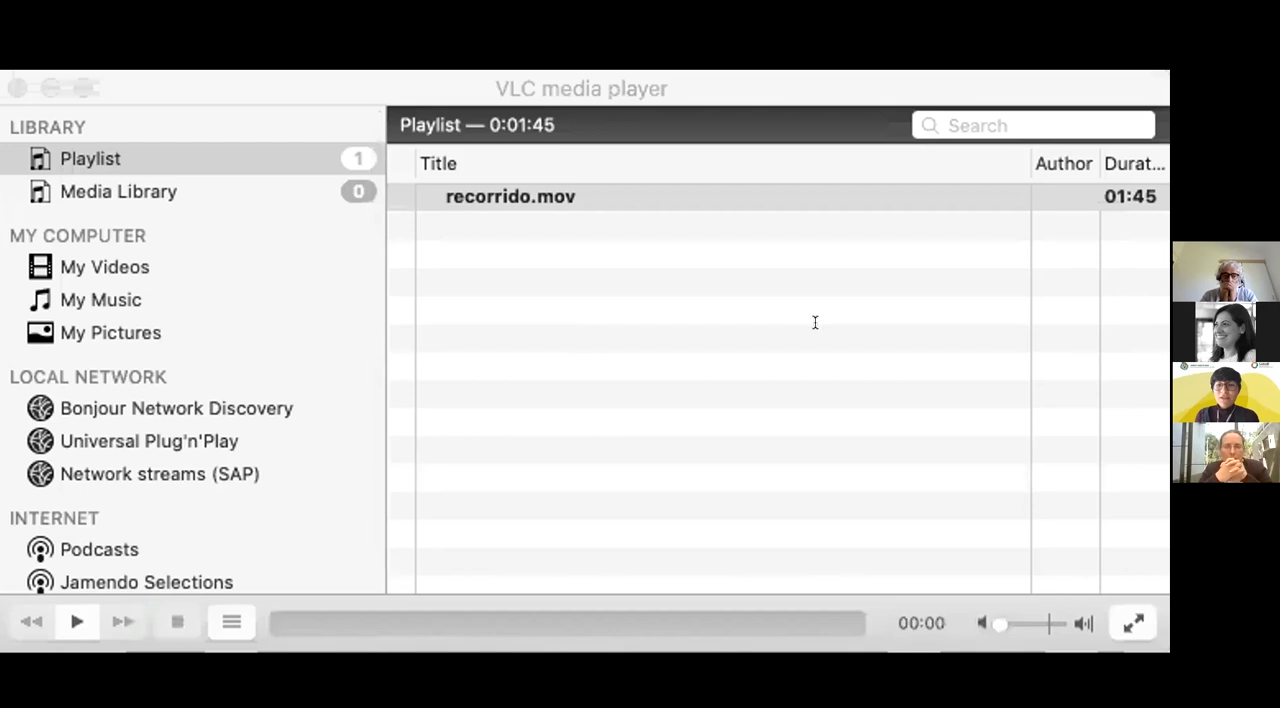 VLC media player
LIBRARY
Playlist 1
Media Library 0
MY COMPUTER
My Videos
My Music
My Pictures
LOCAL NETWORK
Bonjour Network Discovery
Universal Plug'n'Play
Network streams (SAP)
INTERNET
Podcasts
Jamendo Selections
Playlist — 0:01:45
Search
Title Author Durat...
recorrido.mov 01:45
00:00